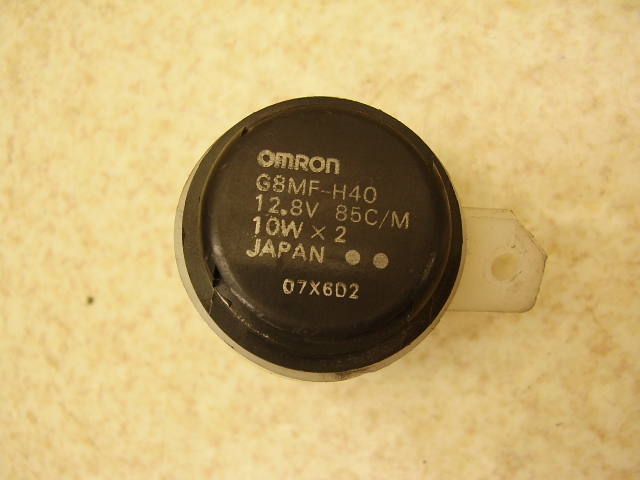 OMRON
G8MF-H40
12.8V 85C/M
10W × 2
JAPAN ●●
07X6D2